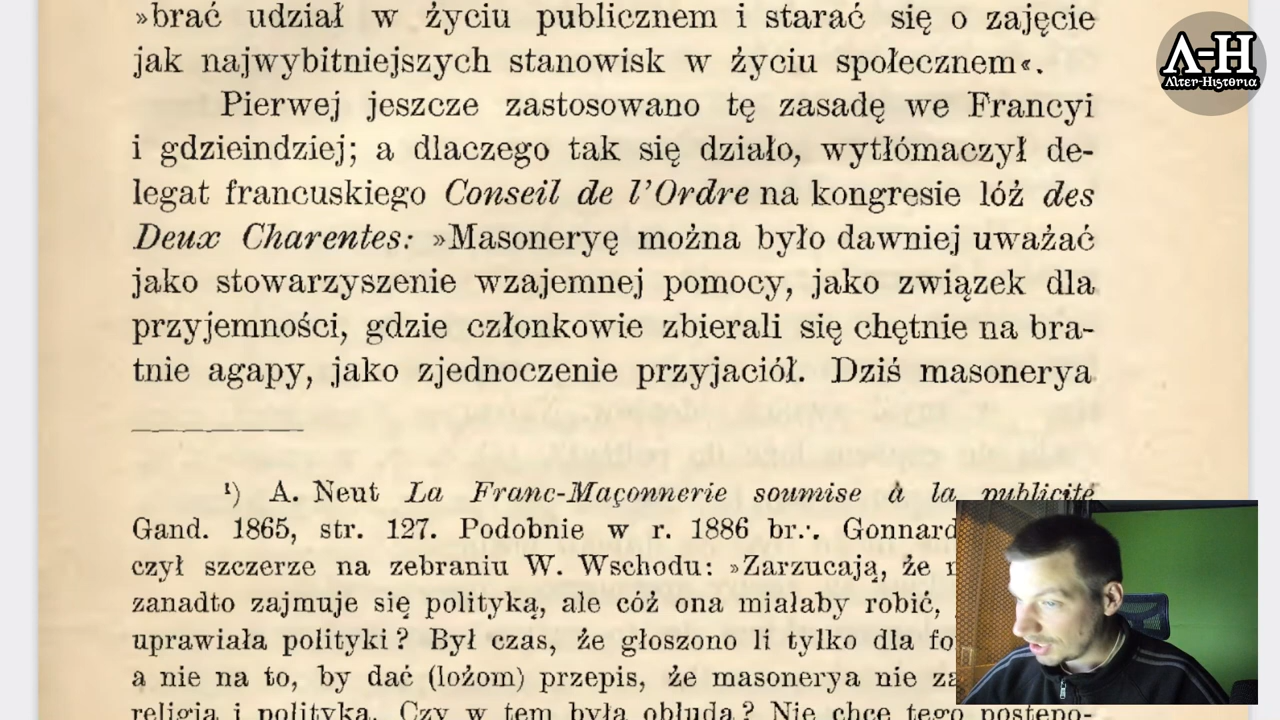 »brać udział w życiu publicznem i starać się o zajęcie
jak najwybitniejszych stanowisk w życiu społecznem«.
Pierwej jeszcze zastosowano tę zasadę we Francyi
i gdzieindziej; a dlaczego tak się działo, wytłómaczył de-
legat francuskiego Conseil de l'Ordre na kongresie lóż des
Deux Charentes: »Masoneryę można było dawniej uważać
jako stowarzyszenie wzajemnej pomocy, jako związek dla
przyjemności, gdzie członkowie zbierali się chętnie na bra-
tnie agapy, jako zjednoczenie przyjaciół. Dziś masonerya
¹) A. Neut La Franc-Maçonnerie soumise à la publicité
Gand. 1865, str. 127. Podobnie w r. 1886 br.·. Gonnard
czył szczerze na zebraniu W. Wschodu: »Zarzucają, że
zanadto zajmuje się polityką, ale cóż ona miałaby robić,
uprawiała polityki? Był czas, że głoszono li tylko dla
a nie na to, by dać (lożom) przepis, że masonerya nie
religią i polityką. Czy w tem była obłuda? Nie chcę tego postępo-
A-H
Alter-Historia